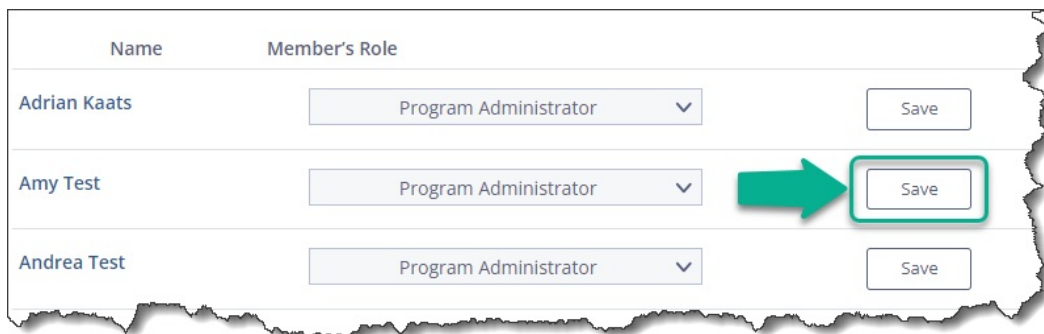 Name Member's Role
Adrian Kaats Program Administrator Save
Amy Test Program Administrator Save
Andrea Test Program Administrator Save